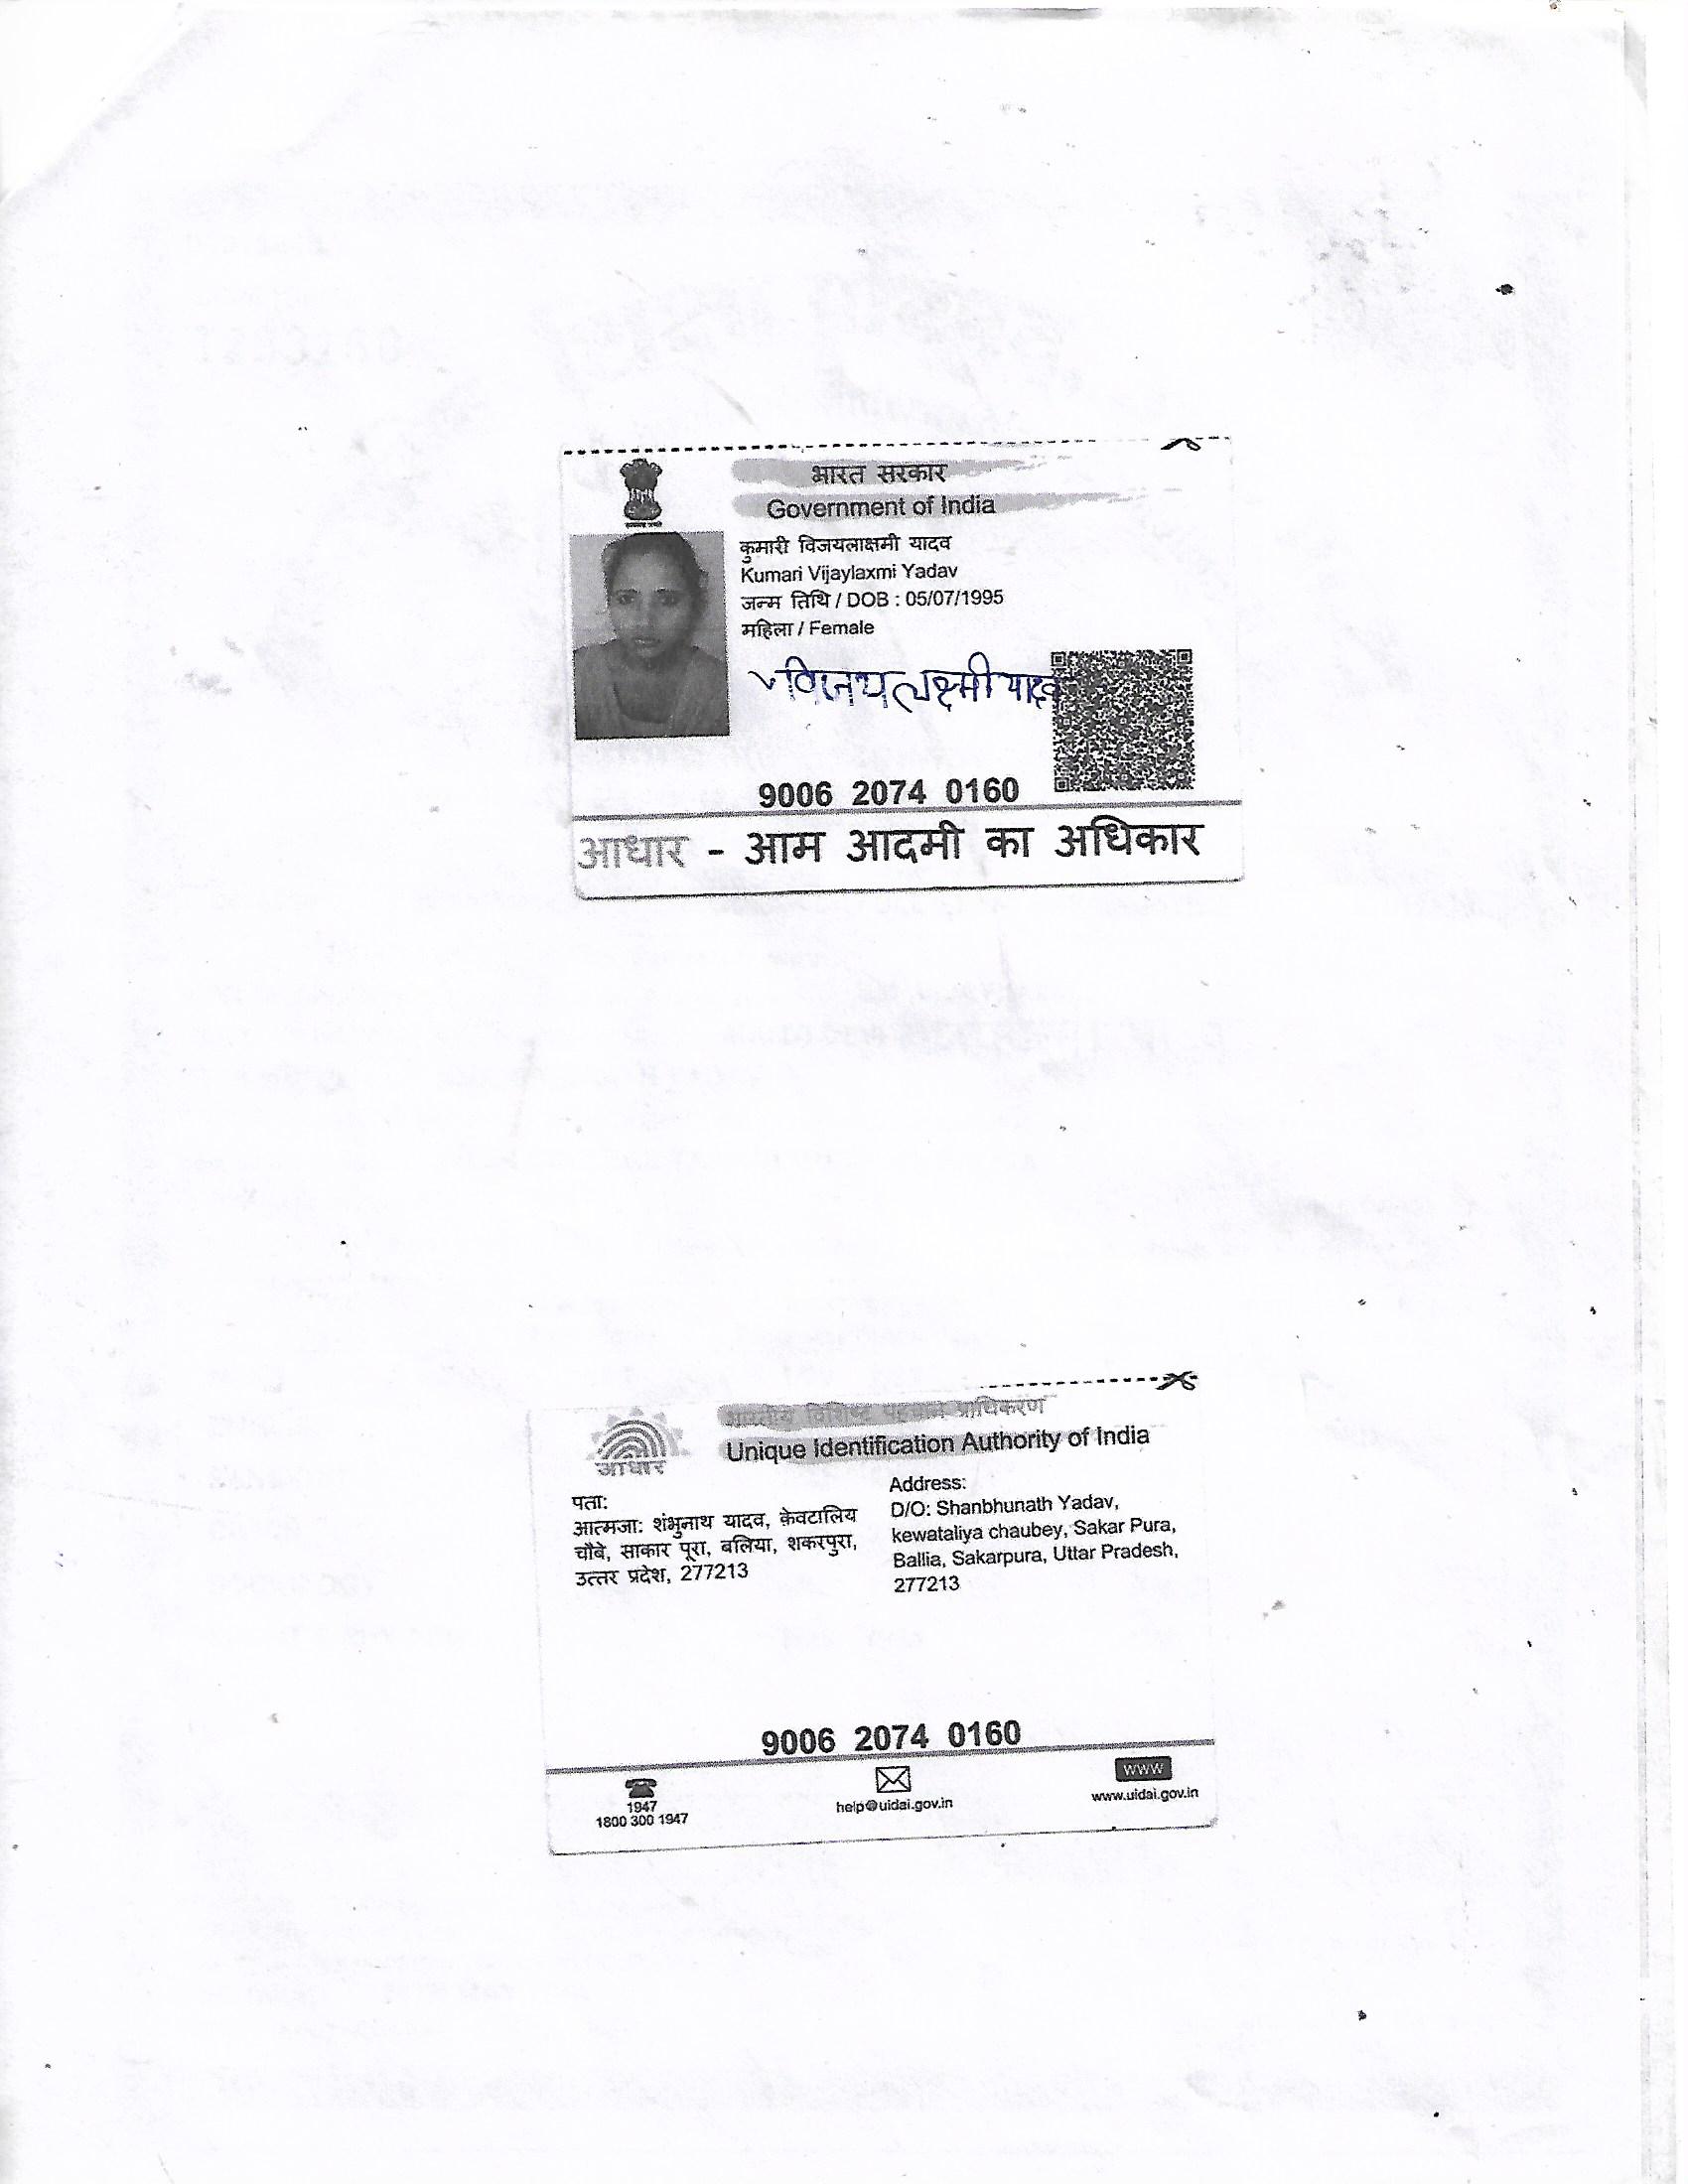 भारत सरकार
Government of India
कुमारी विजयलाक्षमी यादव
Kumari Vijaylaxmi Yadav
जन्म तिथि / DOB : 05/07/1995
महिला / Female
विजयलक्ष्मी यादव
9006 2074 0160
आधार - आम आदमी का अधिकार
भारतीय विशिष्ट पहचान प्राधिकरण
Unique Identification Authority of India
आधार
पता:
आत्मजा: शंभुनाथ यादव, क़ेवटालिय
चौबे, साकार पूरा, बलिया, शकरपुरा,
उत्तर प्रदेश, 277213
Address:
D/O: Shanbhunath Yadav,
kewataliya chaubey, Sakar Pura,
Ballia, Sakarpura, Uttar Pradesh,
277213
9006 2074 0160
1947
1800 300 1947
help@uidai.gov.in
www
www.uidai.gov.in